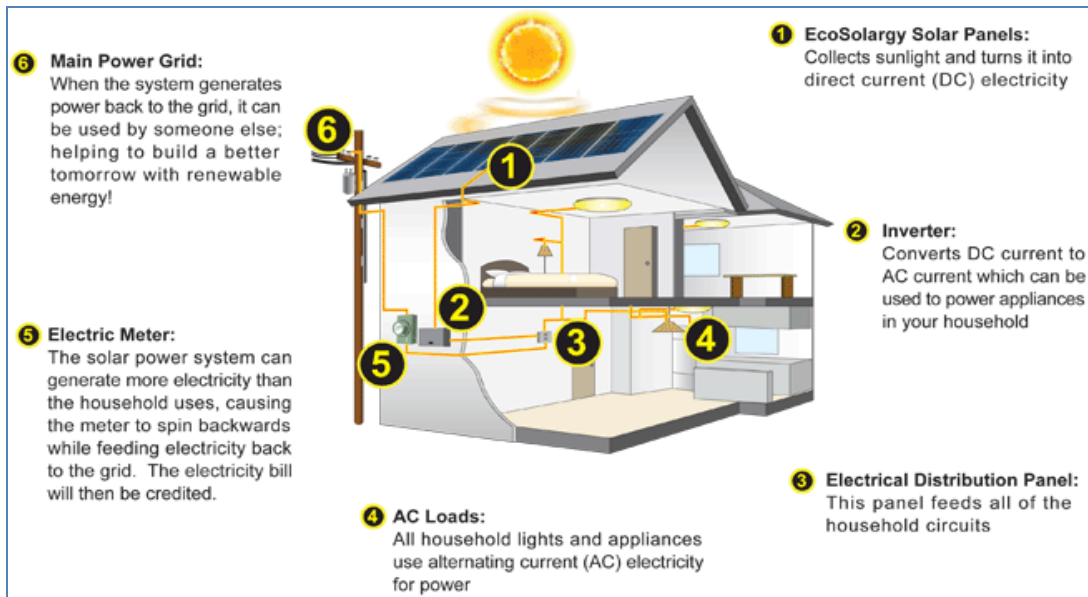 1 EcoSolargy Solar Panels:
Collects sunlight and turns it into
direct current (DC) electricity
2 Inverter:
Converts DC current to
AC current which can be
used to power appliances
in your household
3 Electrical Distribution Panel:
This panel feeds all of the
household circuits
4 AC Loads:
All household lights and appliances
use alternating current (AC) electricity
for power
5 Electric Meter:
The solar power system can
generate more electricity than
the household uses, causing
the meter to spin backwards
while feeding electricity back
to the grid. The electricity bill
will then be credited.
6 Main Power Grid:
When the system generates
power back to the grid, it can
be used by someone else;
helping to build a better
tomorrow with renewable
energy!
6
1
2
3
4
5